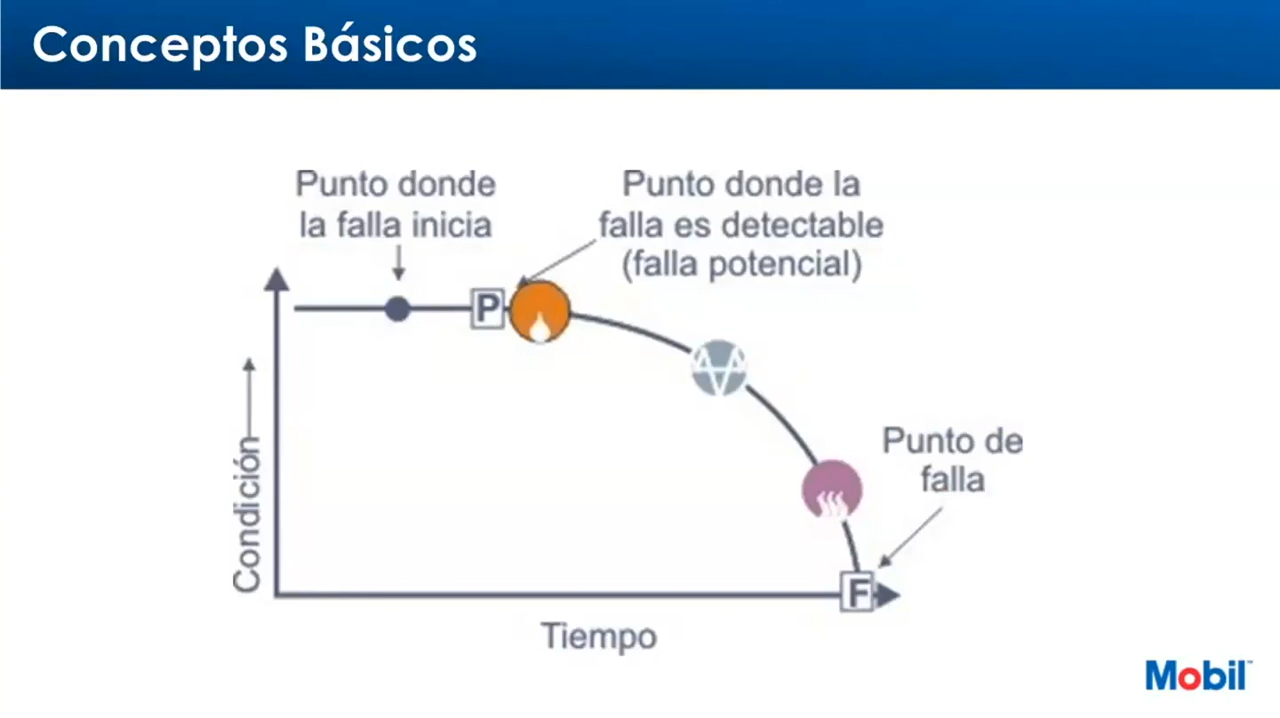 Conceptos Básicos
Punto donde
la falla inicia
Punto donde la
falla es detectable
(falla potencial)
P
Condición
Punto de
falla
F
Tiempo
Mobil